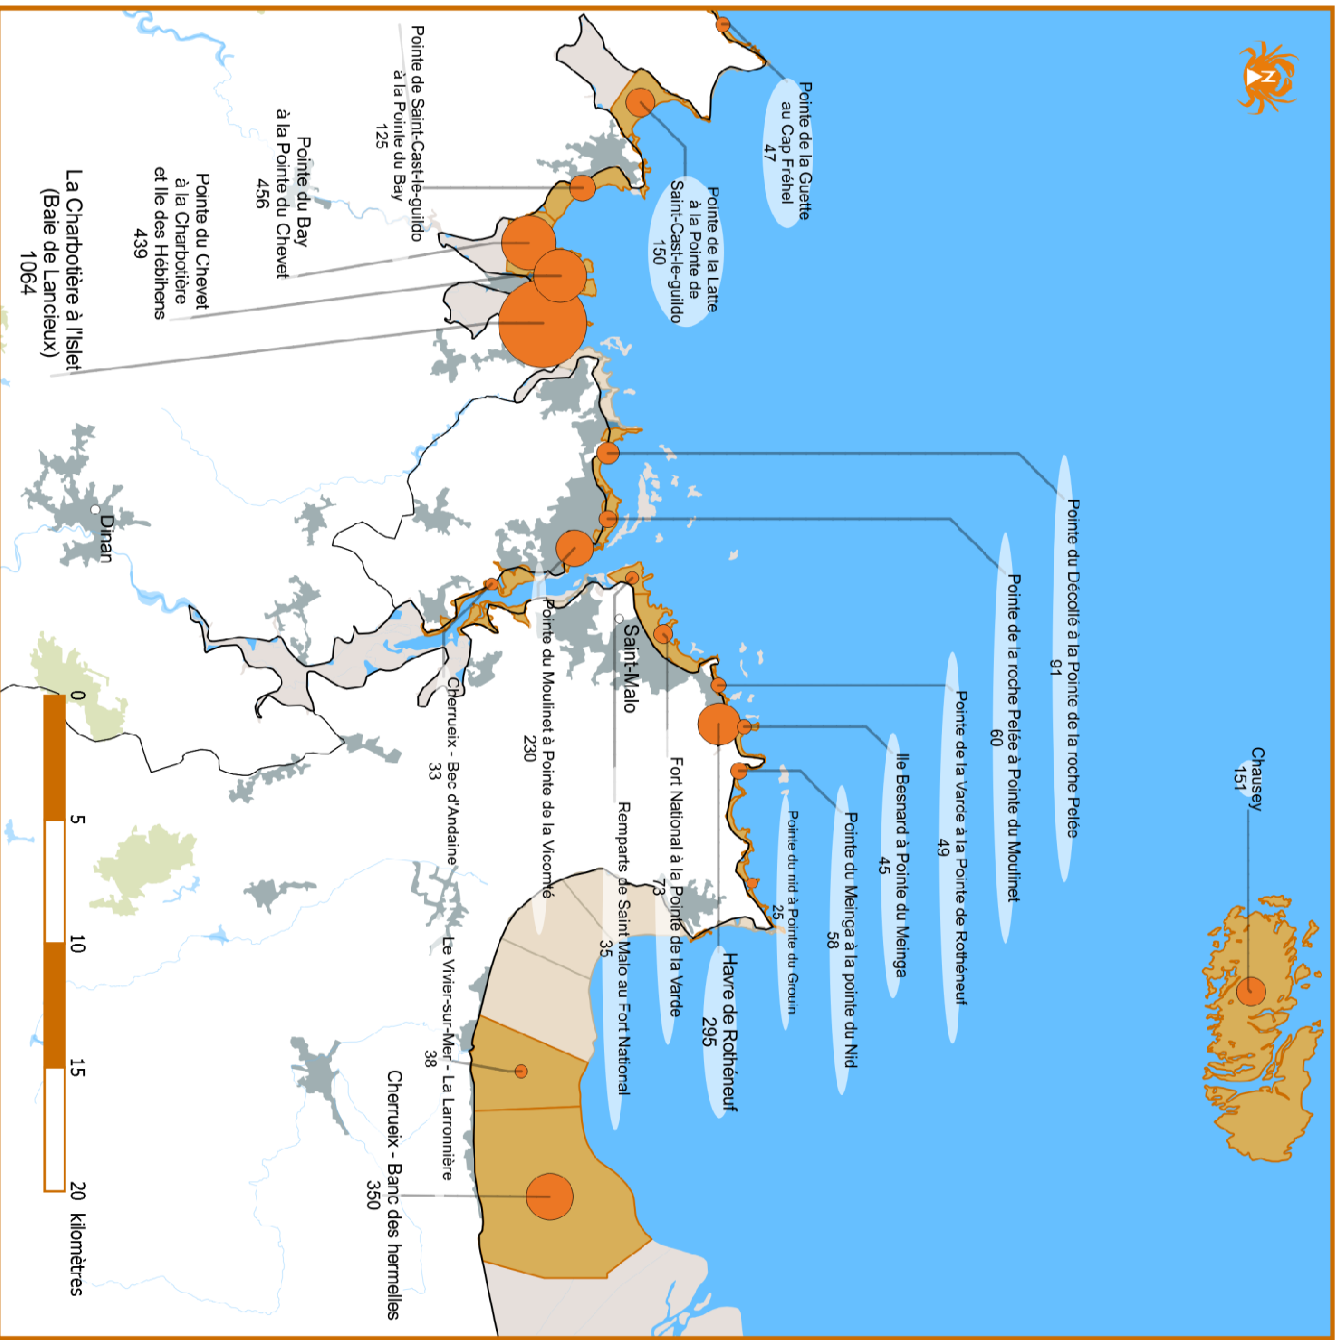 N
Pointe de la Guette
au Cap Fréhel
47
Pointe de la Latte
à la Pointe de
Saint-Cast-le-guildo
150
Pointe de Saint-Cast-le-guildo
à la Pointe du Bay
125
Pointe du Bay
à la Pointe du Chevet
456
Pointe du Chevet
à la Charbotière
et Ile des Hébihens
439
La Charbotière à l'Islet
(Baie de Lancieux)
1064
Chausey
151
Pointe du Décollé à la Pointe de la roche Pelée
91
Pointe de la roche Pelée à Pointe du Moulinet
60
Pointe de la Varde à la Pointe de Rothéneuf
49
Ile Besnard à Pointe du Meinga
45
Pointe du Meinga à la pointe du Nid
58
Pointe du nid à Pointe du Grouin
25
Havre de Rothéneuf
295
Fort National à la Pointe de la Varde
73
Saint-Malo
Remparts de Saint Malo au Fort National
35
Pointe du Moulinet à Pointe de la Vicomté
230
Cherrueix - Bec d'Andaine
33
Le Vivier-sur-Mer - La Larronnière
38
Cherrueix - Banc des hermelles
350
Dinan
0 5 10 15 20 kilomètres